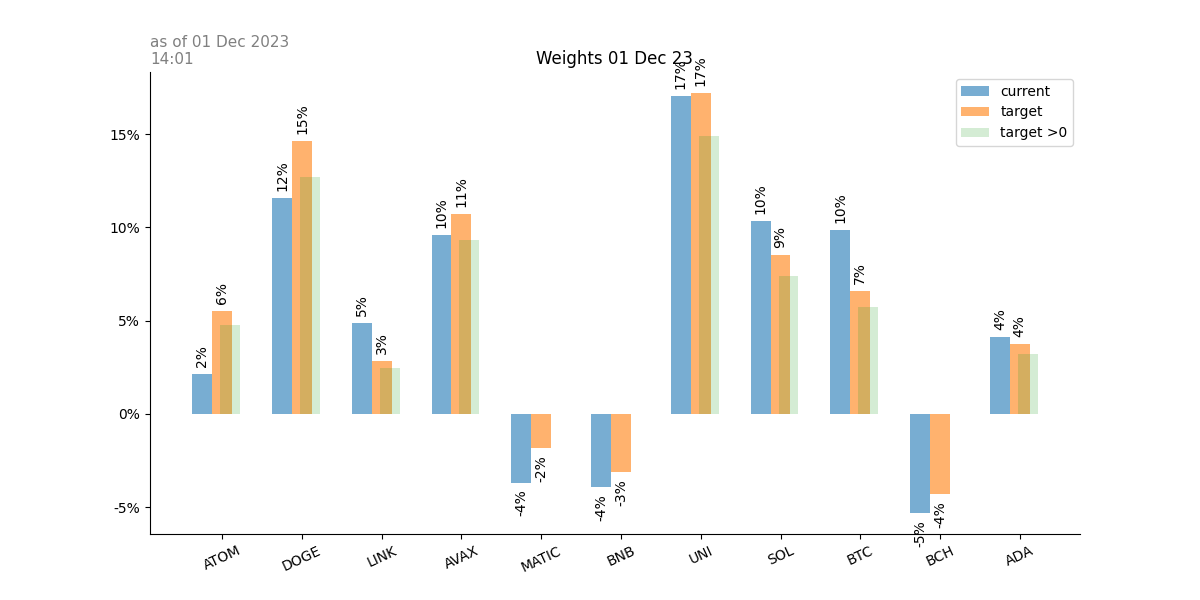 as of 01 Dec 2023
14:01
Weights 01 Dec 23
current
target
target >0
15%
10%
5%
0%
-5%
2%
6%
12%
15%
5%
3%
10%
11%
-4%
-2%
-4%
-3%
17%
17%
10%
9%
10%
7%
-5%
-4%
4%
4%
ATOM
DOGE
LINK
AVAX
MATIC
BNB
UNI
SOL
BTC
BCH
ADA